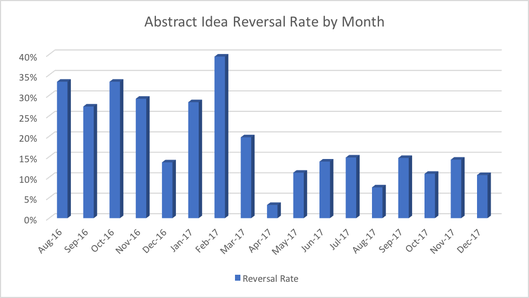 Abstract Idea Reversal Rate by Month
40%
35%
30%
25%
20%
15%
10%
5%
0%
Aug-16
Sep-16
Oct-16
Nov-16
Dec-16
Jan-17
Feb-17
Mar-17
Apr-17
May-17
Jun-17
Jul-17
Aug-17
Sep-17
Oct-17
Nov-17
Dec-17
Reversal Rate